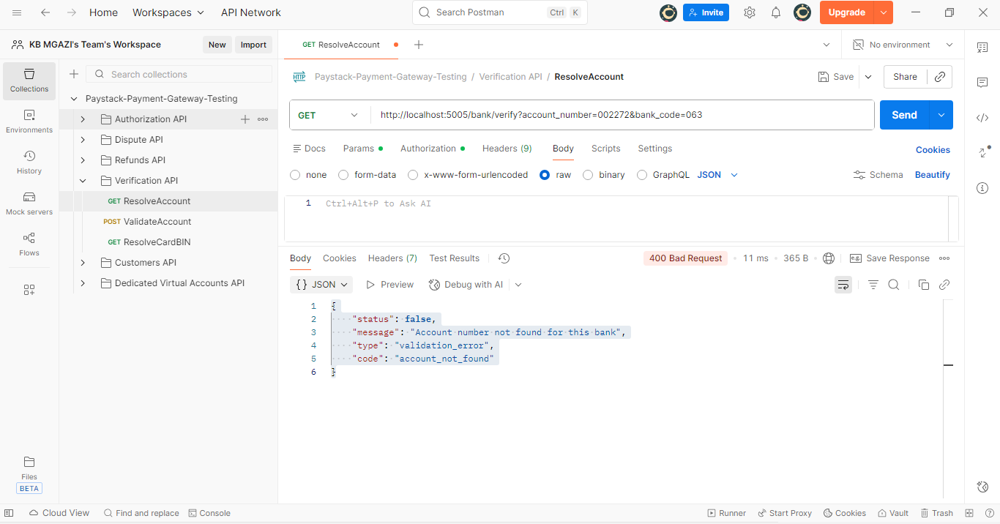 Home Workspaces API Network Search Postman Ctrl K Invite Upgrade
KB MGAZI's Team's Workspace New Import
GET ResolveAccount No environment
Collections
Environments
History
Mock servers
Flows
Files
BETA
Search collections
Paystack-Payment-Gateway-Testing
Authorization API
Dispute API
Refunds API
Verification API
GET ResolveAccount
POST ValidateAccount
GET ResolveCardBIN
Customers API
Dedicated Virtual Accounts API
HTTP Paystack-Payment-Gateway-Testing / Verification API / ResolveAccount Save Share
GET http://localhost:5005/bank/verify?account_number=002272&bank_code=063 Send
Docs Params Authorization Headers (9) Body Scripts Settings Cookies
none form-data x-www-form-urlencoded raw binary GraphQL JSON Schema Beautify
1 Ctrl+Alt+P to Ask AI
Body Cookies Headers (7) Test Results 400 Bad Request 11 ms 365 B e.g. Save Response
{} JSON Preview Debug with AI
1 {
2 "status": false,
3 "message": "Account number not found for this bank",
4 "type": "validation_error",
5 "code": "account_not_found"
6 }
Cloud View Find and replace Console Runner Start Proxy Cookies Vault Trash